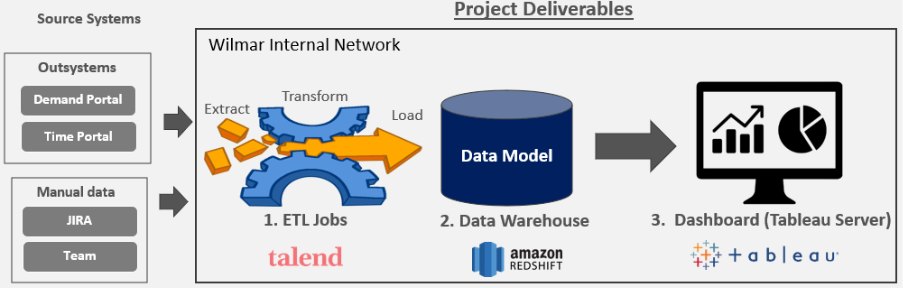 Project Deliverables
Source Systems
Wilmar Internal Network
Outsystems
Demand Portal
Time Portal
Manual data
JIRA
Team
Extract
Transform
Load
Data Model
1. ETL Jobs
2. Data Warehouse
3. Dashboard (Tableau Server)
talend
amazon
REDSHIFT
+ableau